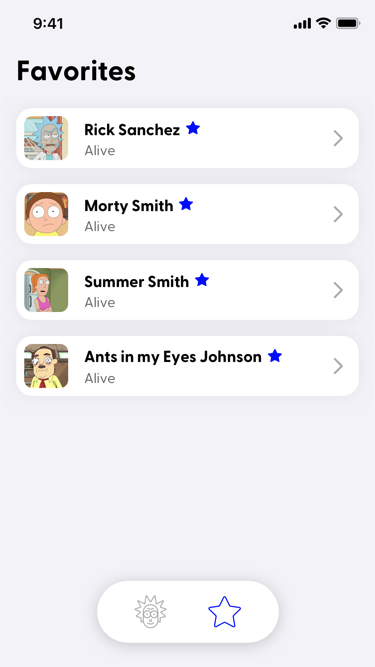 9:41
Favorites
Rick Sanchez
Alive
Morty Smith
Alive
Summer Smith
Alive
Ants in my Eyes Johnson
Alive